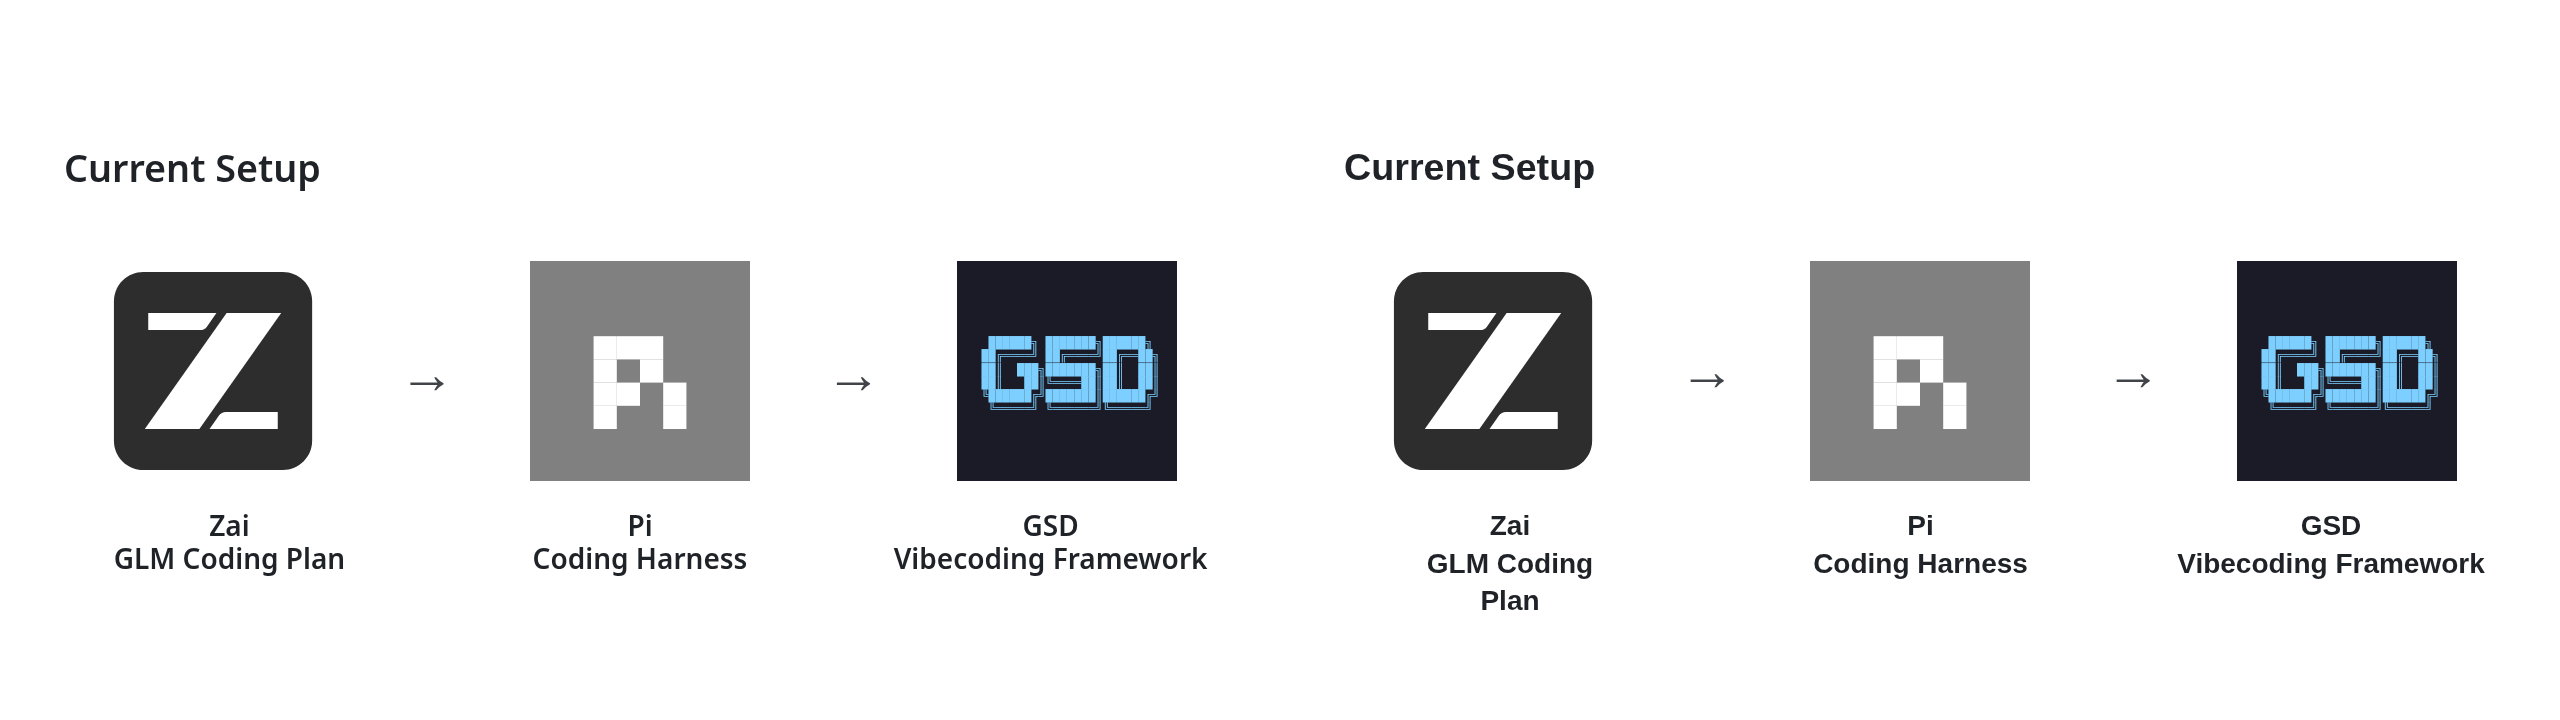 Current Setup
Z
→
→
GSD
Zai
GLM Coding Plan
Pi
Coding Harness
GSD
Vibecoding Framework
Current Setup
Z
→
→
GSD
Zai
GLM Coding
Plan
Pi
Coding Harness
GSD
Vibecoding Framework